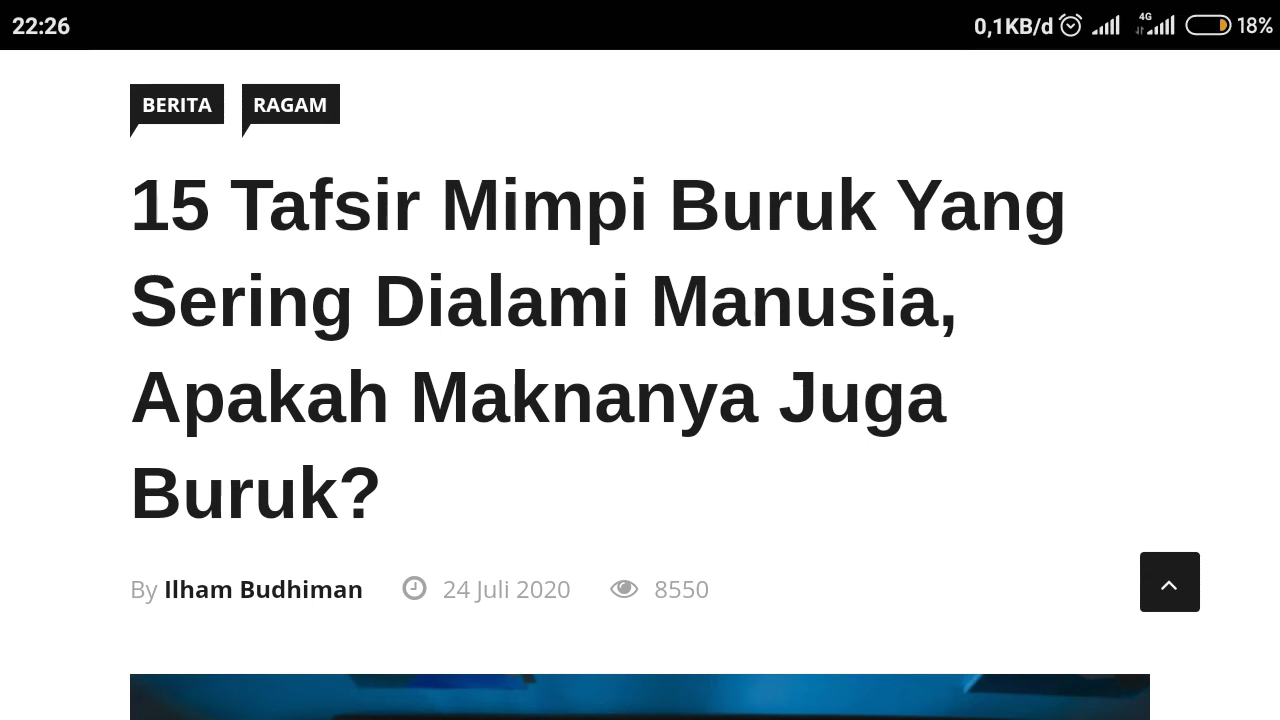 22:26 0,1KB/d 4G 18%
BERITA RAGAM
15 Tafsir Mimpi Buruk Yang
Sering Dialami Manusia,
Apakah Maknanya Juga
Buruk?
By Ilham Budhiman 24 Juli 2020 8550